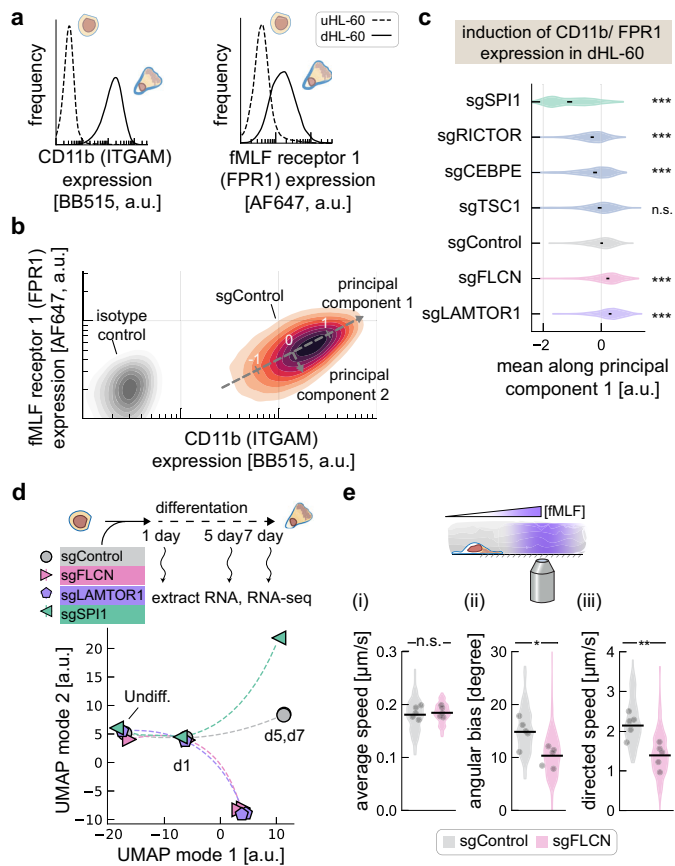 a
uHL-60
dHL-60
frequency
CD11b (ITGAM)
expression
[BB515, a.u.]
frequency
fMLF receptor 1
(FPR1) expression
[AF647, a.u.]
b
fMLF receptor 1 (FPR1)
expression [AF647, a.u.]
isotype
control
sgControl
principal
component 1
-1
0
1
principal
component 2
CD11b (ITGAM)
expression [BB515, a.u.]
c
induction of CD11b/ FPR1
expression in dHL-60
sgSPI1
***
sgRICTOR
***
sgCEBPE
***
sgTSC1
n.s.
sgControl
sgFLCN
***
sgLAMTOR1
***
−2
0
mean along principal
component 1 [a.u.]
d
differentation
1 day
5 day
7 day
sgControl
sgFLCN
sgLAMTOR1
sgSPI1
extract RNA, RNA-seq
UMAP mode 2 [a.u.]
20
15
10
5
0
−5
−10
Undiff.
d1
d5,d7
−20
−10
0
10
UMAP mode 1 [a.u.]
e
[fMLF]
(i)
(ii)
(iii)
average speed [µm/s]
0.3
0.2
0.1
0.0
n.s.
angular bias [degree]
30
20
10
0
*
directed speed [µm/s]
4
3
2
1
0
**
sgControl
sgFLCN